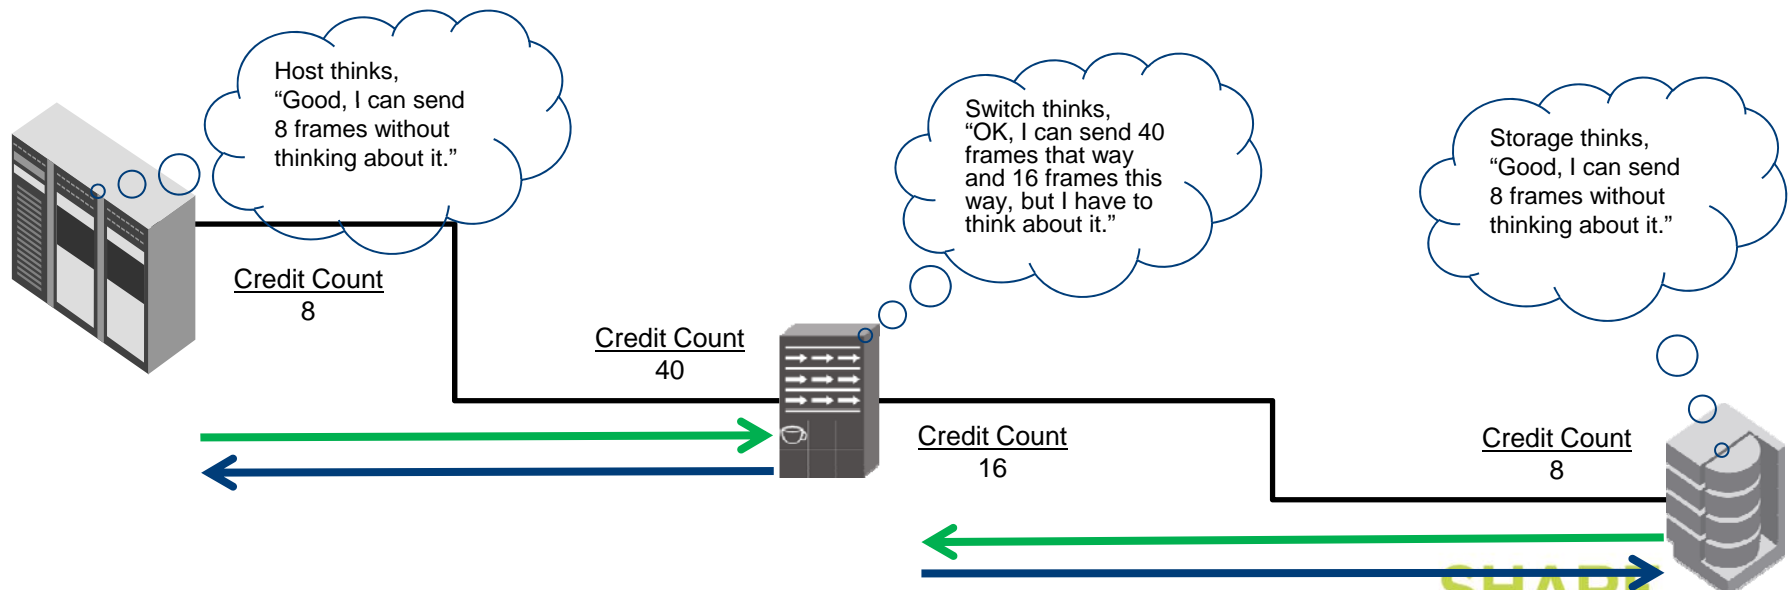 Host thinks,
“Good, I can send
8 frames without
thinking about it.”
Switch thinks,
“OK, I can send 40
frames that way
and 16 frames this
way, but I have to
think about it.”
Storage thinks,
“Good, I can send
8 frames without
thinking about it.”
Credit Count
8
Credit Count
40
Credit Count
16
Credit Count
8
SHARE